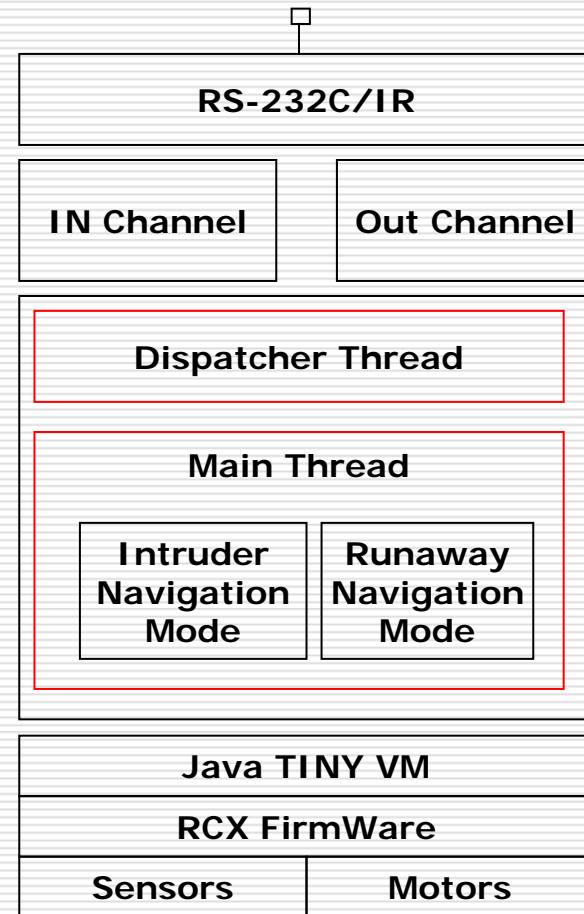 RS-232C/IR
IN Channel
Out Channel
Dispatcher Thread
Main Thread
Intruder
Navigation
Mode
Runaway
Navigation
Mode
Java TINY VM
RCX FirmWare
Sensors
Motors